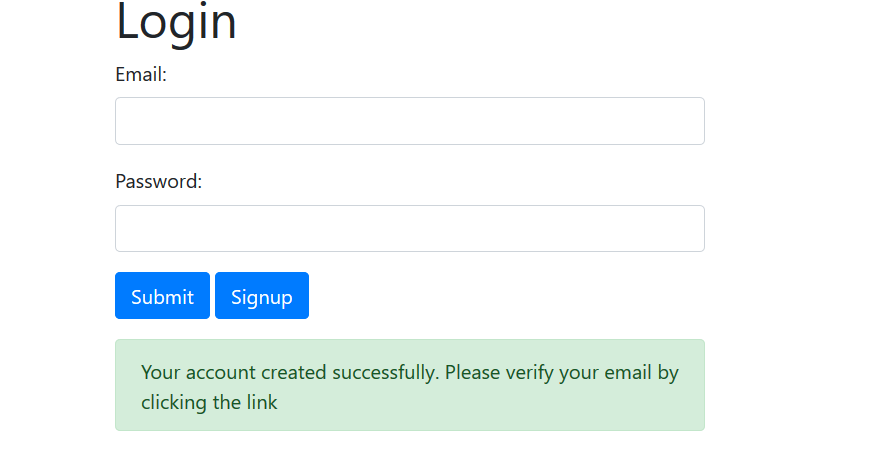 Login
Email:
Password:
Submit Signup
Your account created successfully. Please verify your email by
clicking the link